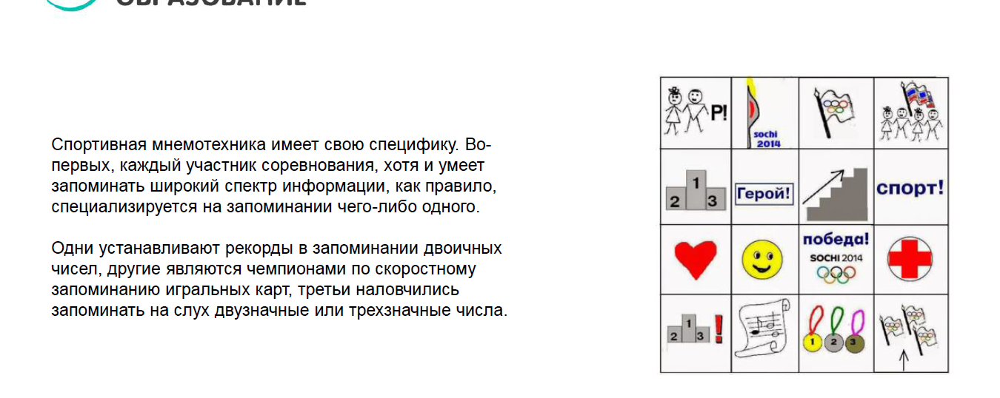 ОБРАЗОВАНИЕ
Спортивная мнемотехника имеет свою специфику. Во-
первых, каждый участник соревнования, хотя и умеет
запоминать широкий спектр информации, как правило,
специализируется на запоминании чего-либо одного.
Одни устанавливают рекорды в запоминании двоичных
чисел, другие являются чемпионами по скоростному
запоминанию игральных карт, третьи наловчились
запоминать на слух двузначные или трехзначные числа.
Р!
sochi
2014
1
2 3
Герой!
спорт!
победа!
SOCHI 2014
1
2 3 !
1 2 3